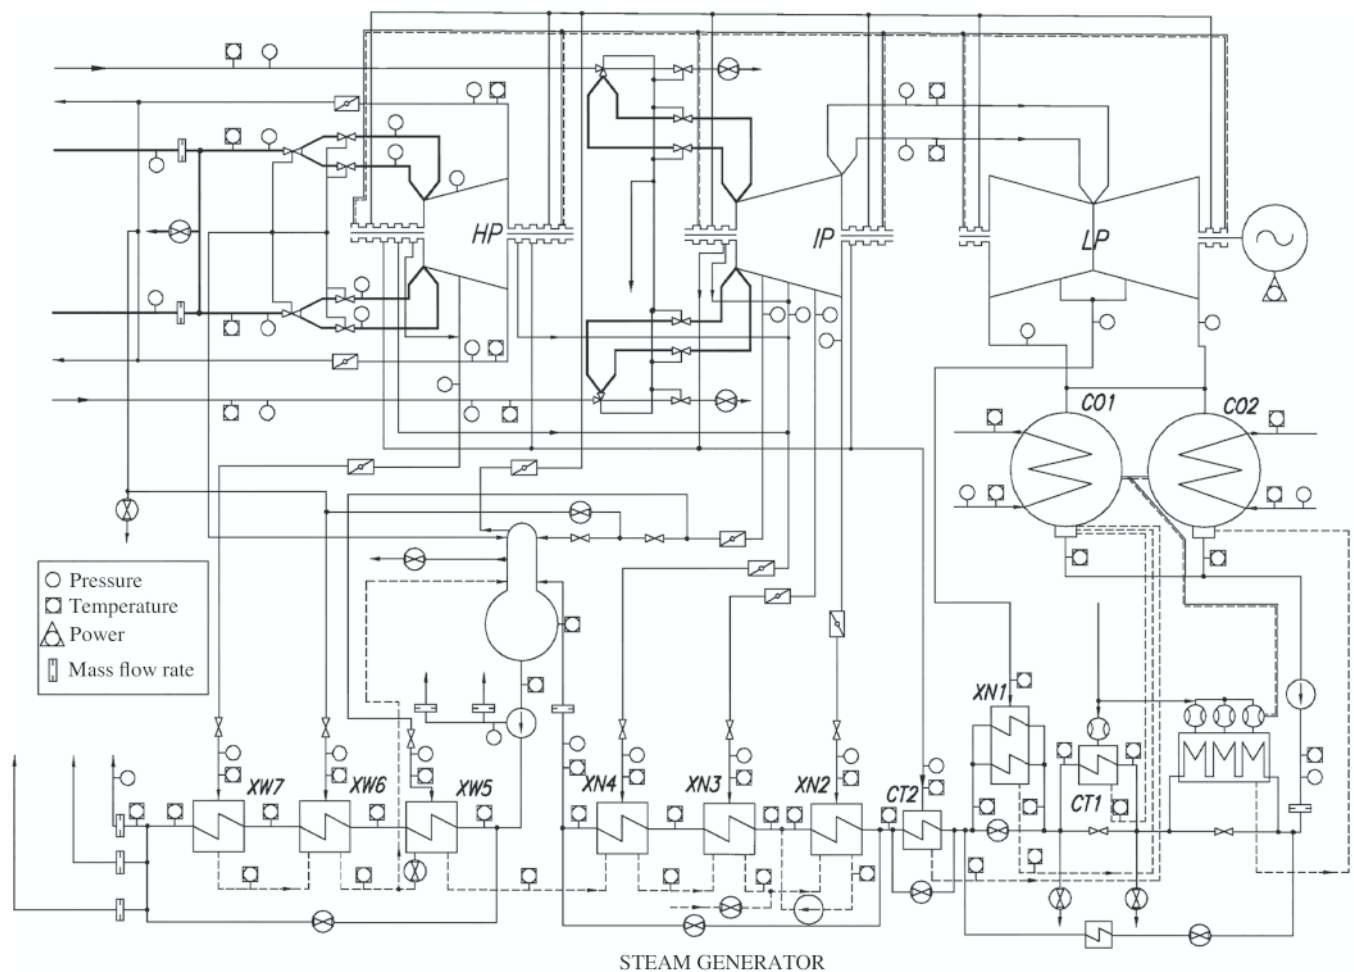 HP
IP
LP
CO1
CO2
Pressure
Temperature
Power
Mass flow rate
XN1
XW7
XW6
XW5
XN4
XN3
XN2
CT2
CT1
STEAM GENERATOR